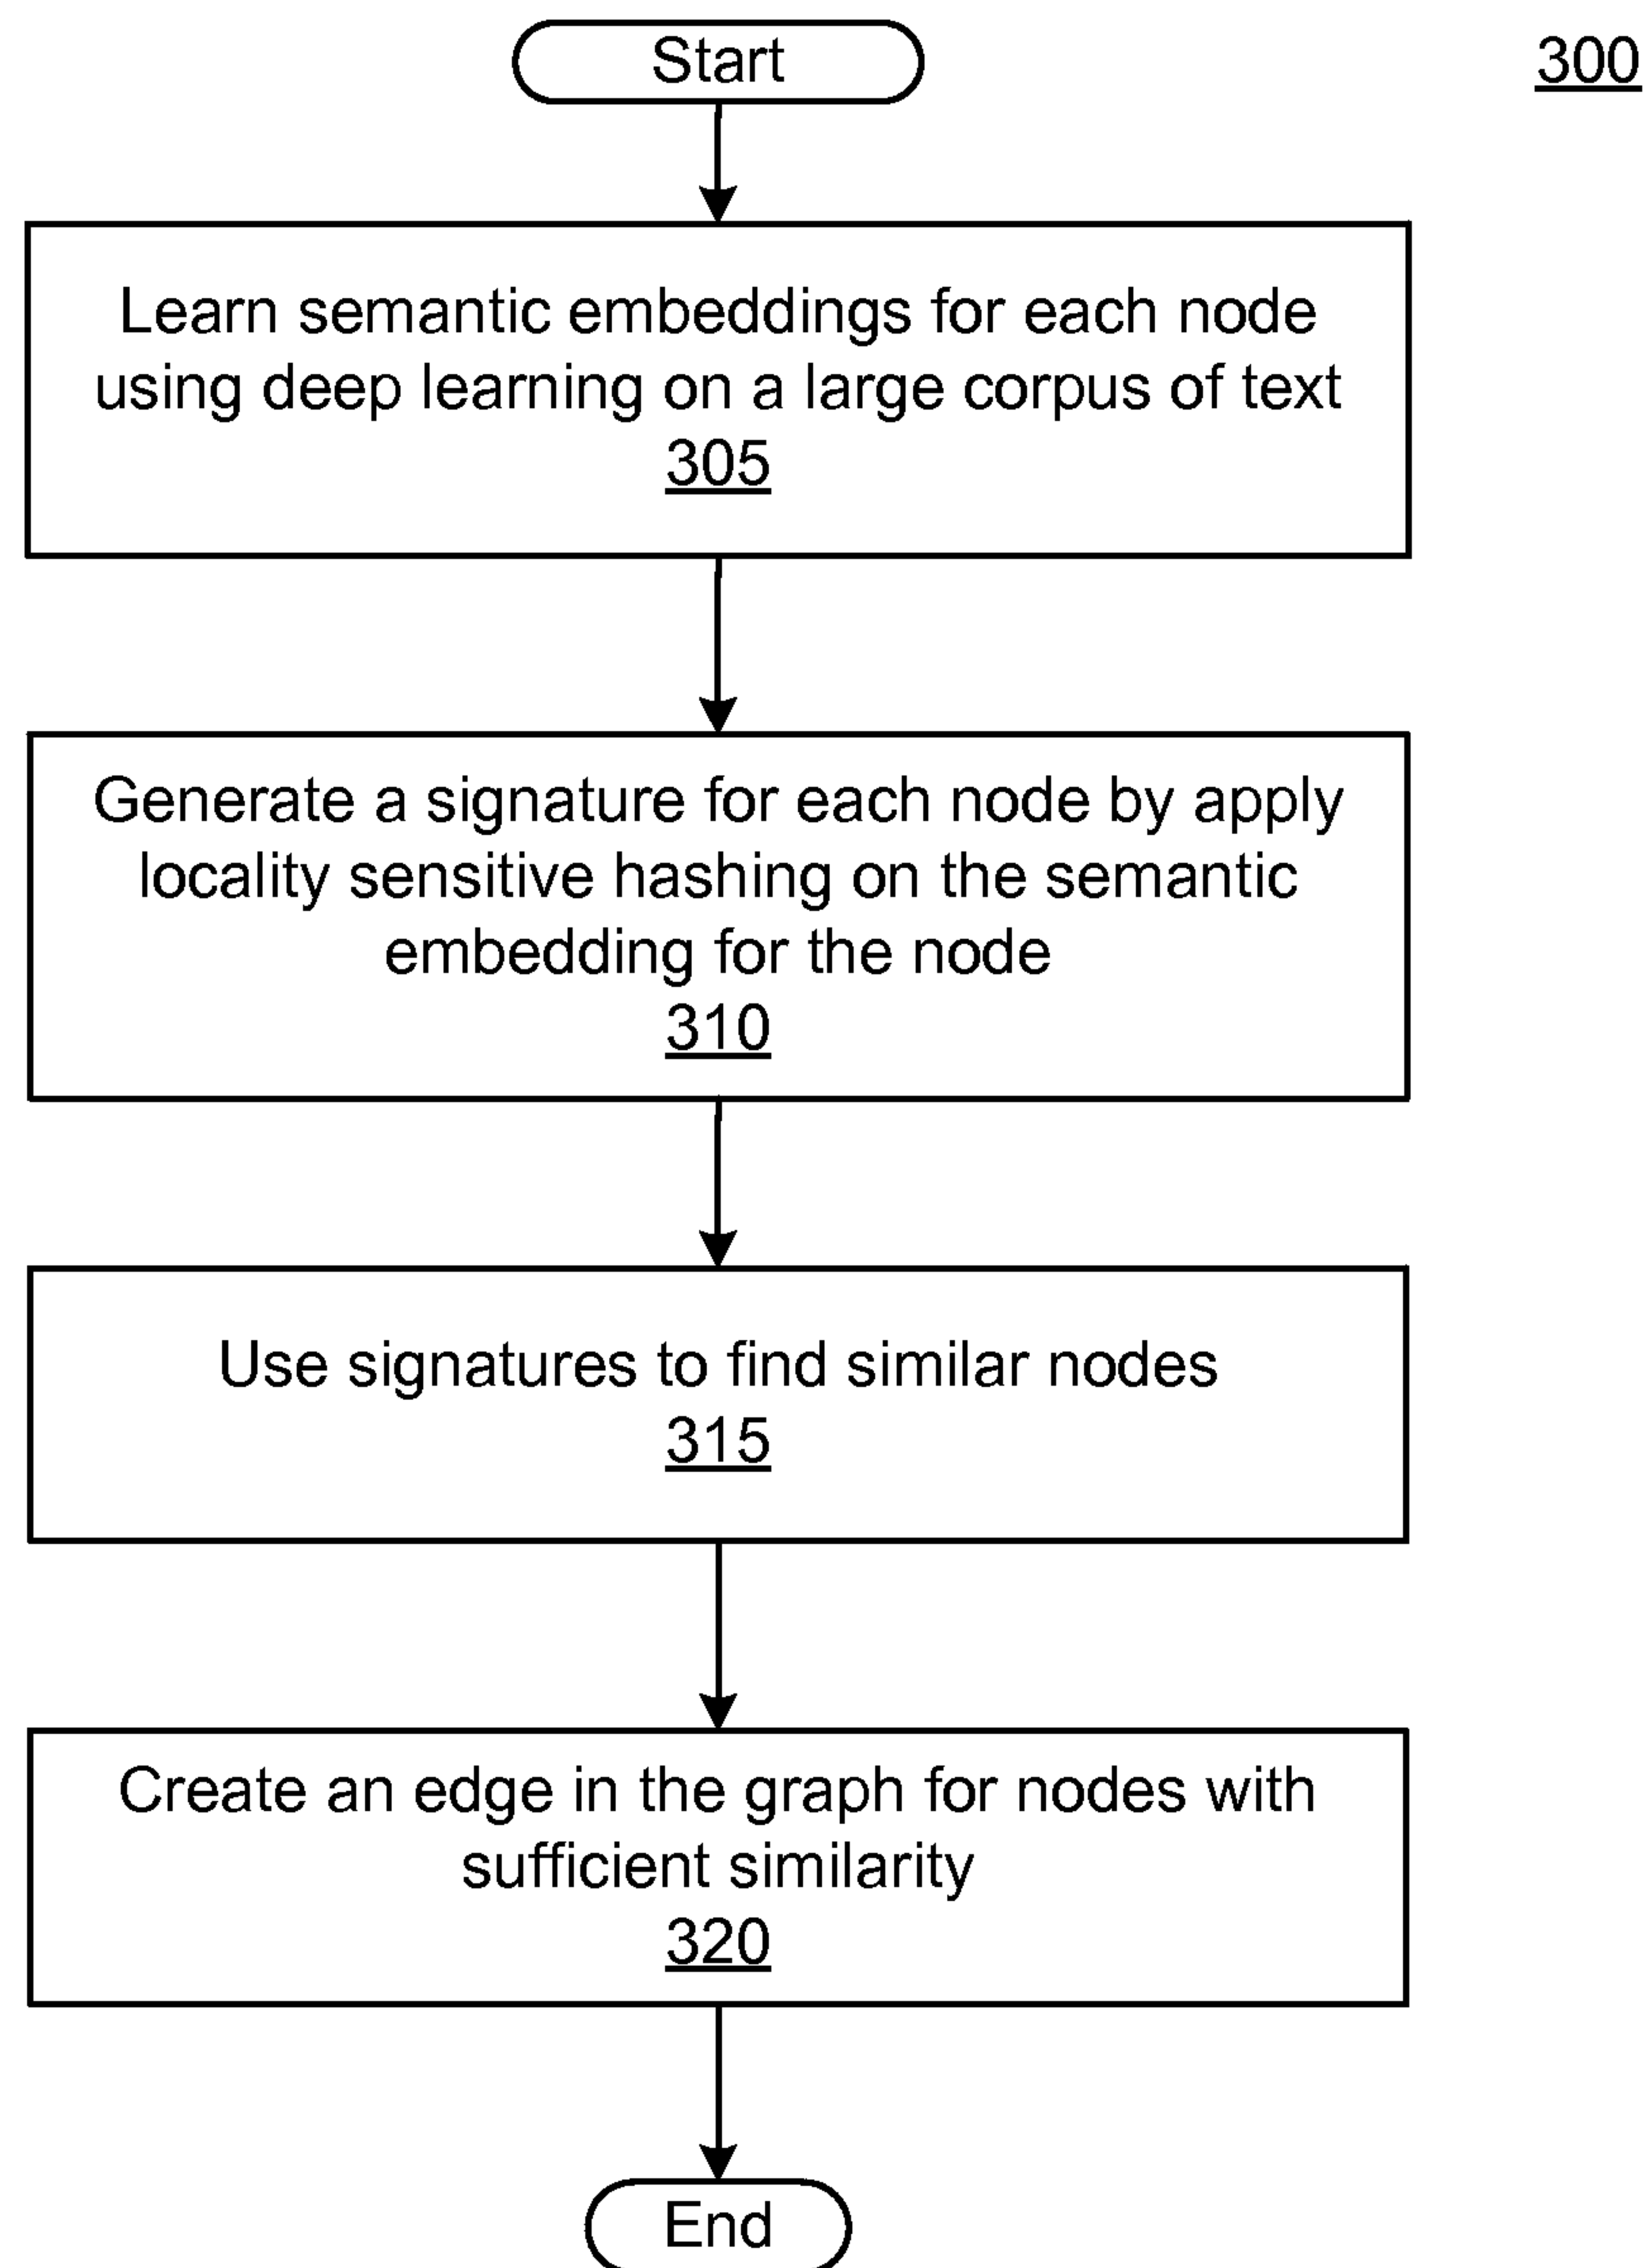 Start
300
Learn semantic embeddings for each node
using deep learning on a large corpus of text
305
Generate a signature for each node by apply
locality sensitive hashing on the semantic
embedding for the node
310
Use signatures to find similar nodes
315
Create an edge in the graph for nodes with
sufficient similarity
320
End